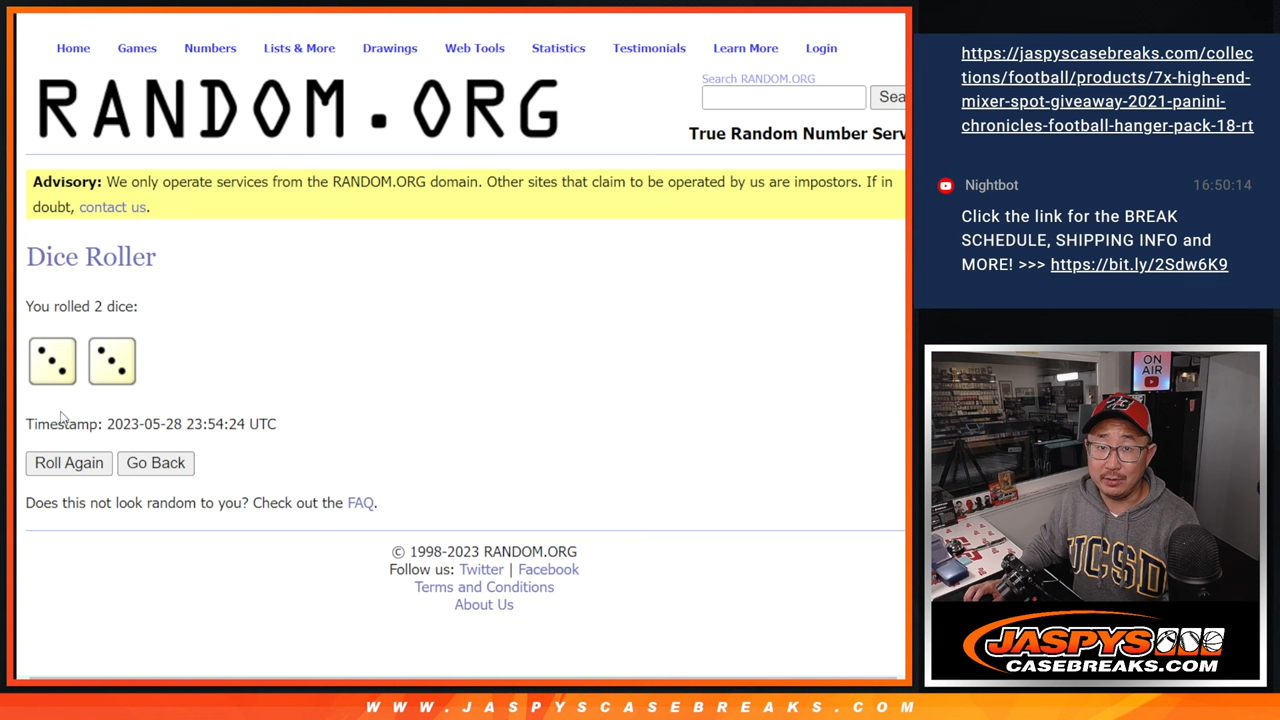 Home Games Numbers Lists & More Drawings Web Tools Statistics Testimonials Learn More Login
RANDOM.ORG
Search RANDOM.ORG
Sea
True Random Number Serv
Advisory: We only operate services from the RANDOM.ORG domain. Other sites that claim to be operated by us are impostors. If in
doubt, contact us.
Dice Roller
You rolled 2 dice:
Timestamp: 2023-05-28 23:54:24 UTC
Roll Again Go Back
Does this not look random to you? Check out the FAQ.
© 1998-2023 RANDOM.ORG
Follow us: Twitter | Facebook
Terms and Conditions
About Us
https://jaspyscasebreaks.com/collec
tions/football/products/7x-high-end-
mixer-spot-giveaway-2021-panini-
chronicles-football-hanger-pack-18-rt
Nightbot 16:50:14
Click the link for the BREAK
SCHEDULE, SHIPPING INFO and
MORE! >>> https://bit.ly/2Sdw6K9
ON
AIR
UCSD
JASPYS
CASEBREAKS.COM
WWW.JASPYSCASEBREAKS.COM